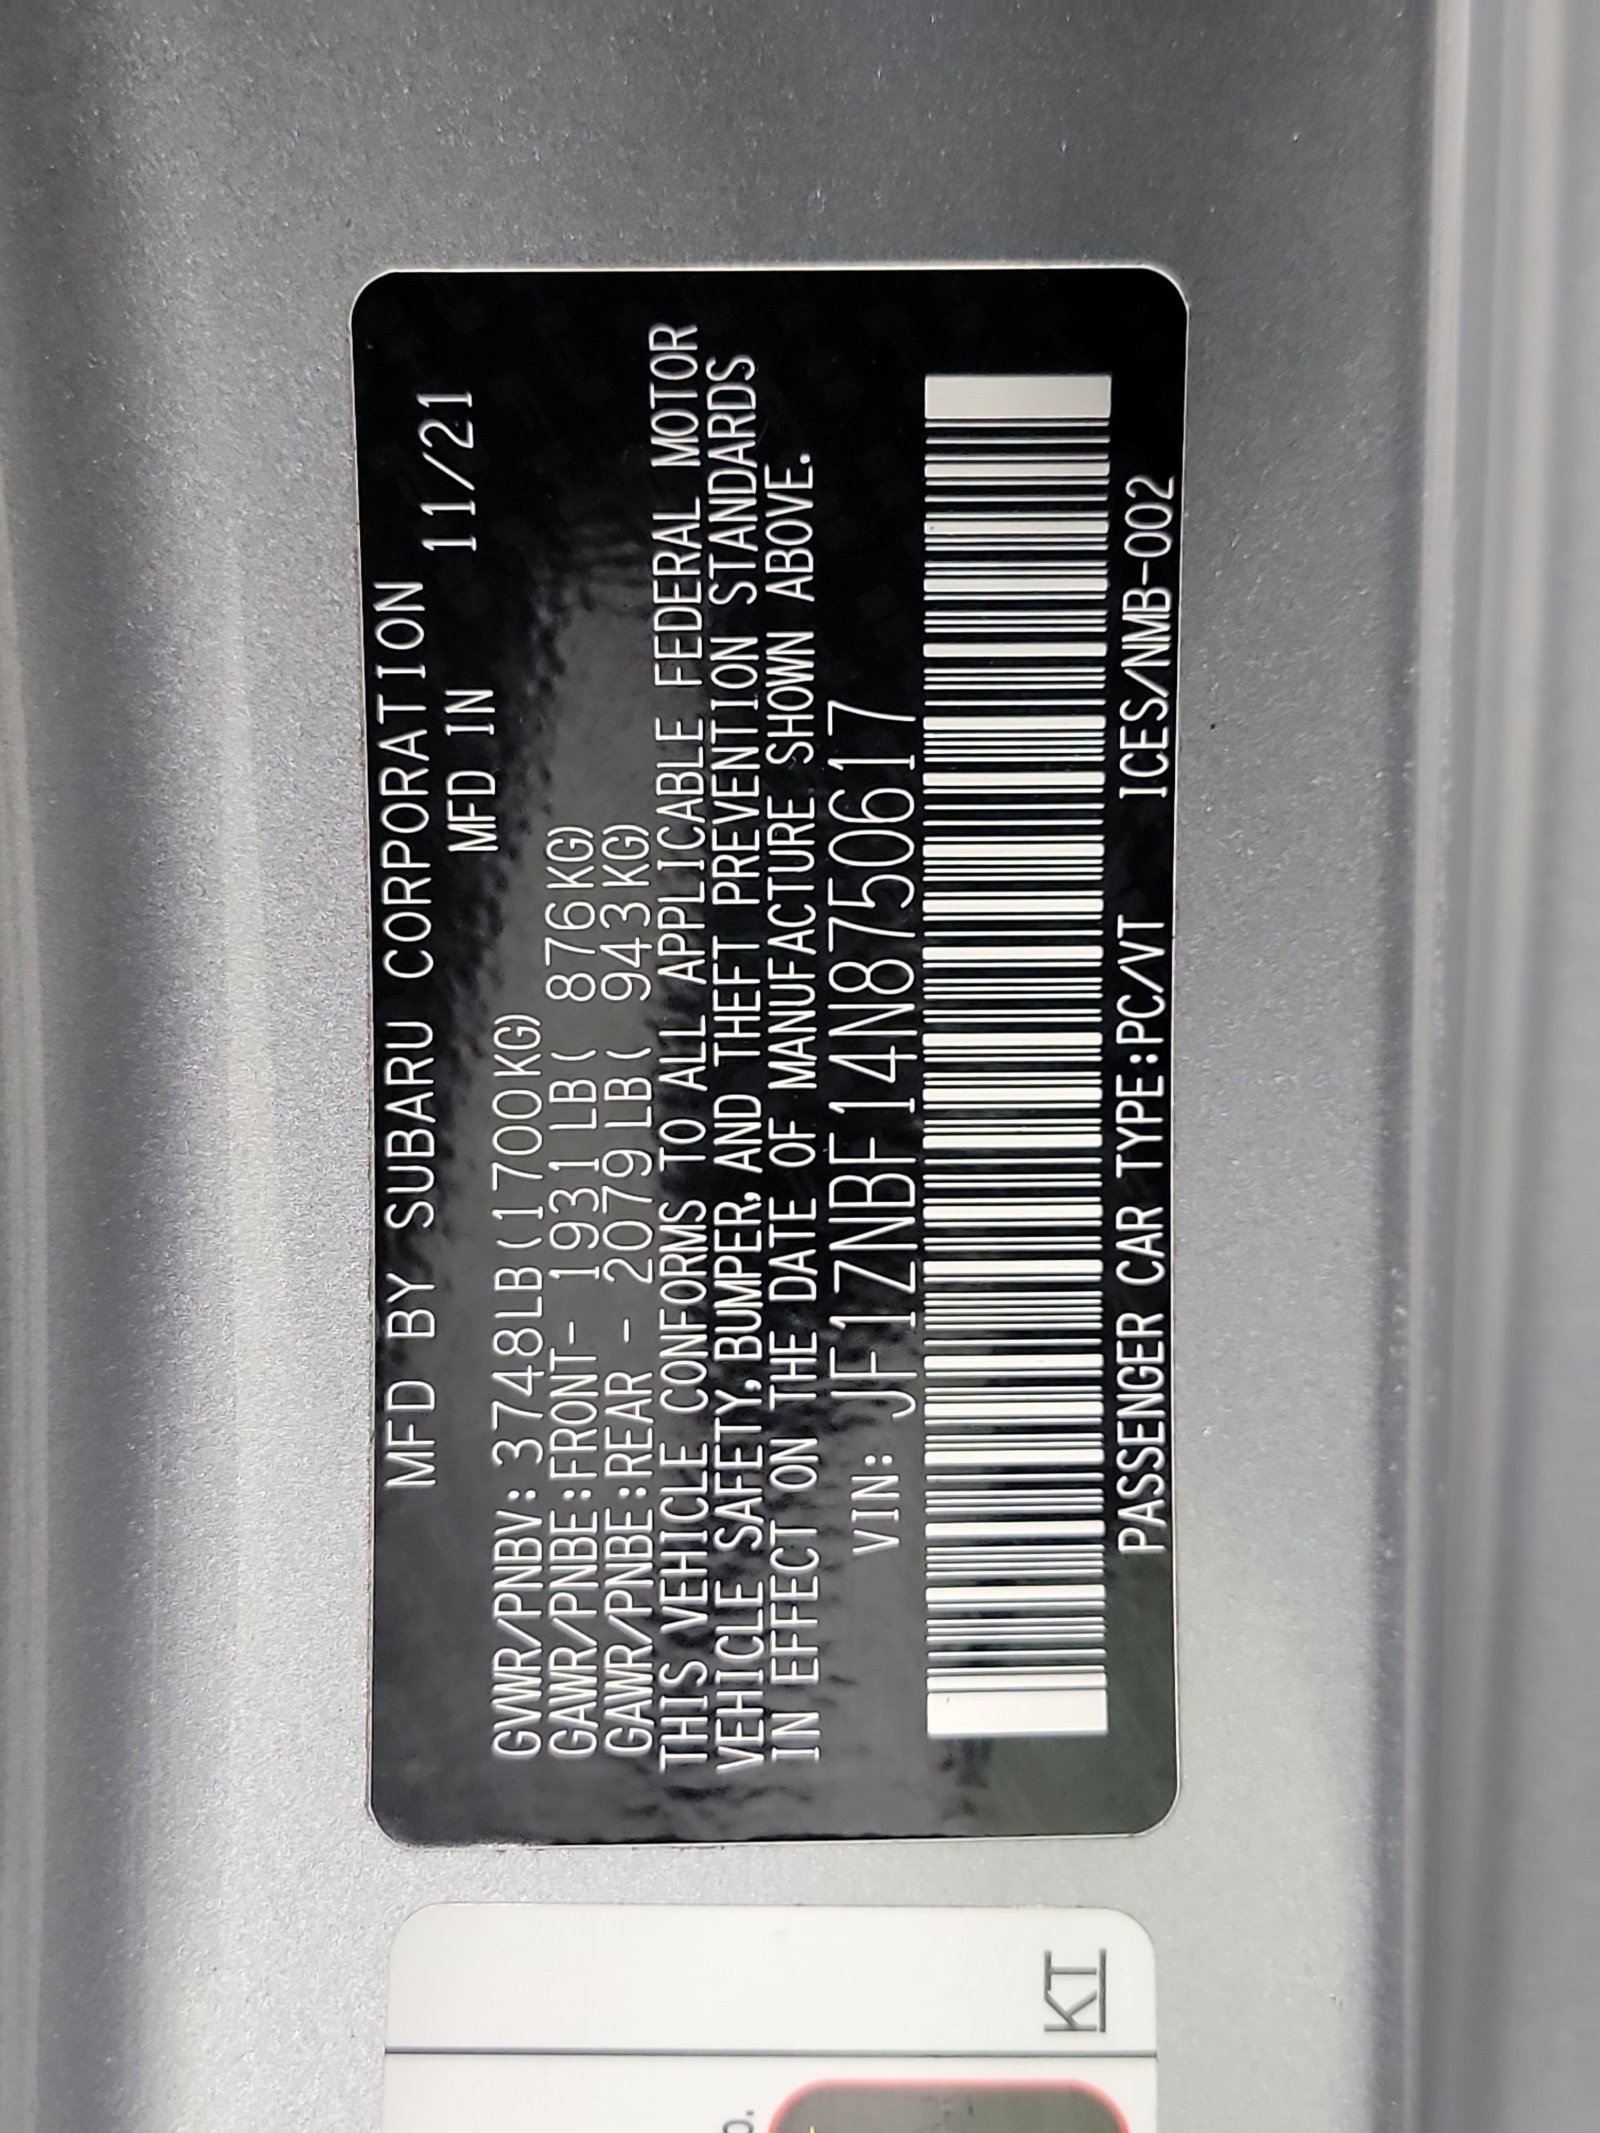 MFD BY SUBARU CORPORATION
MFD IN 11/21
GVWR/PNBV: 3748LB(1700KG)
GAWR/PNBE:FRONT- 1931LB( 876KG)
GAWR/PNBE:REAR - 2079LB( 943KG)
THIS VEHICLE CONFORMS TO ALL APPLICABLE FEDERAL MOTOR
VEHICLE SAFETY, BUMPER, AND THEFT PREVENTION STANDARDS
IN EFFECT ON THE DATE OF MANUFACTURE SHOWN ABOVE.
VIN: JF1ZNBF14N8750617
PASSENGER CAR TYPE:PC/VT ICES/NMB-002
KT